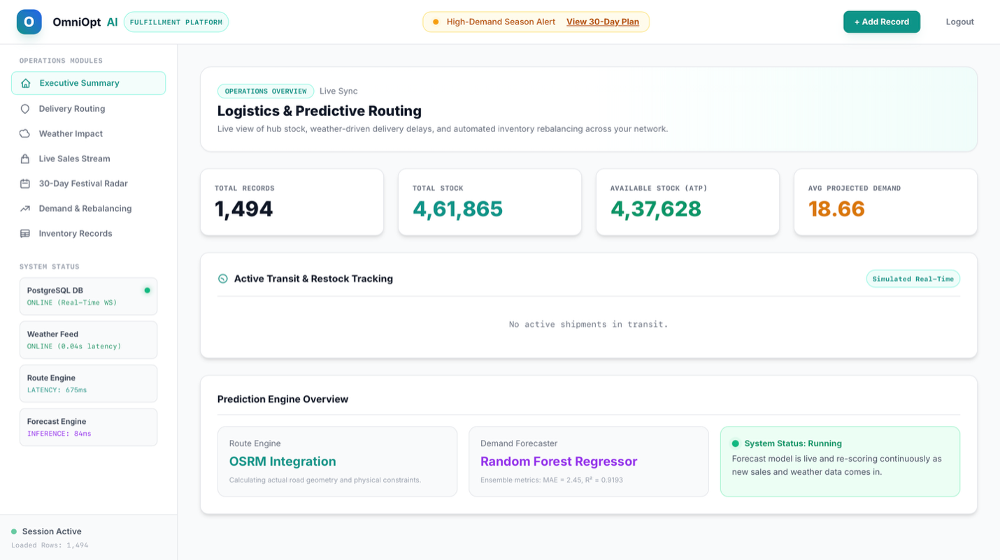 O
OmniOpt AI FULFILLMENT PLATFORM
High-Demand Season Alert View 30-Day Plan
+ Add Record
Logout
OPERATIONS MODULES
Executive Summary
Delivery Routing
Weather Impact
Live Sales Stream
30-Day Festival Radar
Demand & Rebalancing
Inventory Records
SYSTEM STATUS
PostgreSQL DB
ONLINE (Real-Time WS)
Weather Feed
ONLINE (0.04s latency)
Route Engine
LATENCY: 675ms
Forecast Engine
INFERENCE: 84ms
Session Active
Loaded Rows: 1,494
OPERATIONS OVERVIEW Live Sync
Logistics & Predictive Routing
Live view of hub stock, weather-driven delivery delays, and automated inventory rebalancing across your network.
TOTAL RECORDS
1,494
TOTAL STOCK
4,61,865
AVAILABLE STOCK (ATP)
4,37,628
AVG PROJECTED DEMAND
18.66
Active Transit & Restock Tracking
Simulated Real-Time
No active shipments in transit.
Prediction Engine Overview
Route Engine
OSRM Integration
Calculating actual road geometry and physical constraints.
Demand Forecaster
Random Forest Regressor
Ensemble metrics: MAE = 2.45, R² = 0.9193
System Status: Running
Forecast model is live and re-scoring continuously as
new sales and weather data comes in.